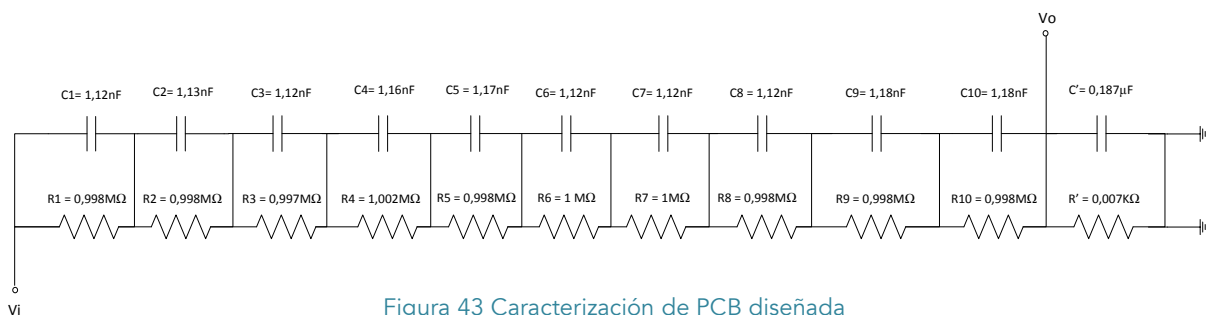 Vo
C1= 1,12nF
C2= 1,13nF
C3= 1,12nF
C4= 1,16nF
C5 = 1,17nF
C6= 1,12nF
C7= 1,12nF
C8 = 1,12nF
C9= 1,18nF
C10= 1,18nF
C’= 0,187µF
R1 = 0,998MΩ
R2 = 0,998MΩ
R3 = 0,997MΩ
R4 = 1,002MΩ
R5 = 0,998MΩ
R6 = 1 MΩ
R7 = 1MΩ
R8 = 0,998MΩ
R9 = 0,998MΩ
R10 = 0,998MΩ
R’ = 0,007KΩ
Vi
Figura 43 Caracterización de PCB diseñada